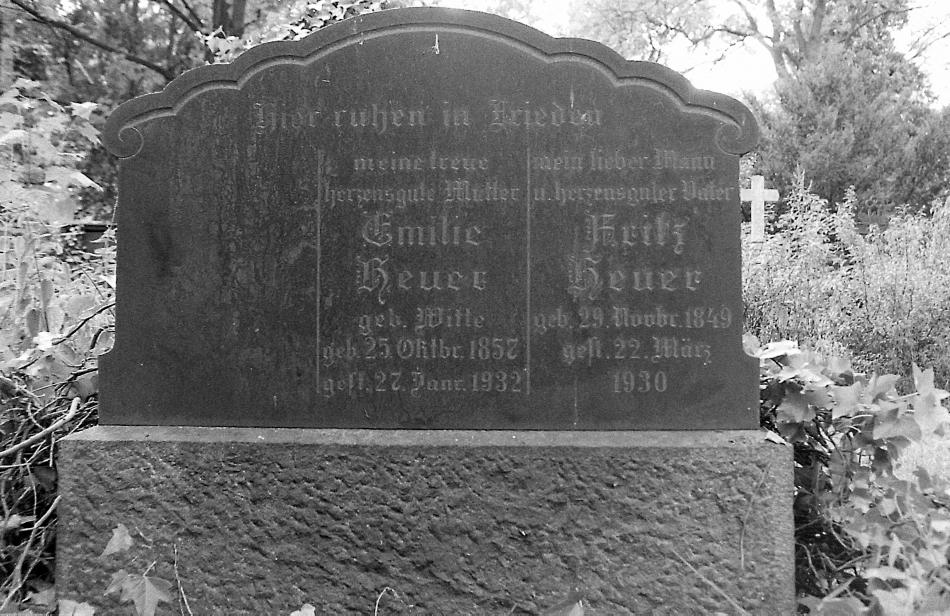 Hier ruhen in Frieden
meine treue
herzensgute Mutter
Emilie
Heuer
geb. Witte
geb. 25. Oktbr. 1857
gest. 27. Janr. 1932
mein lieber Mann
u. herzensguter Vater
Fritz
Heuer
geb. 29. Novbr. 1849
gest. 22. März
1930